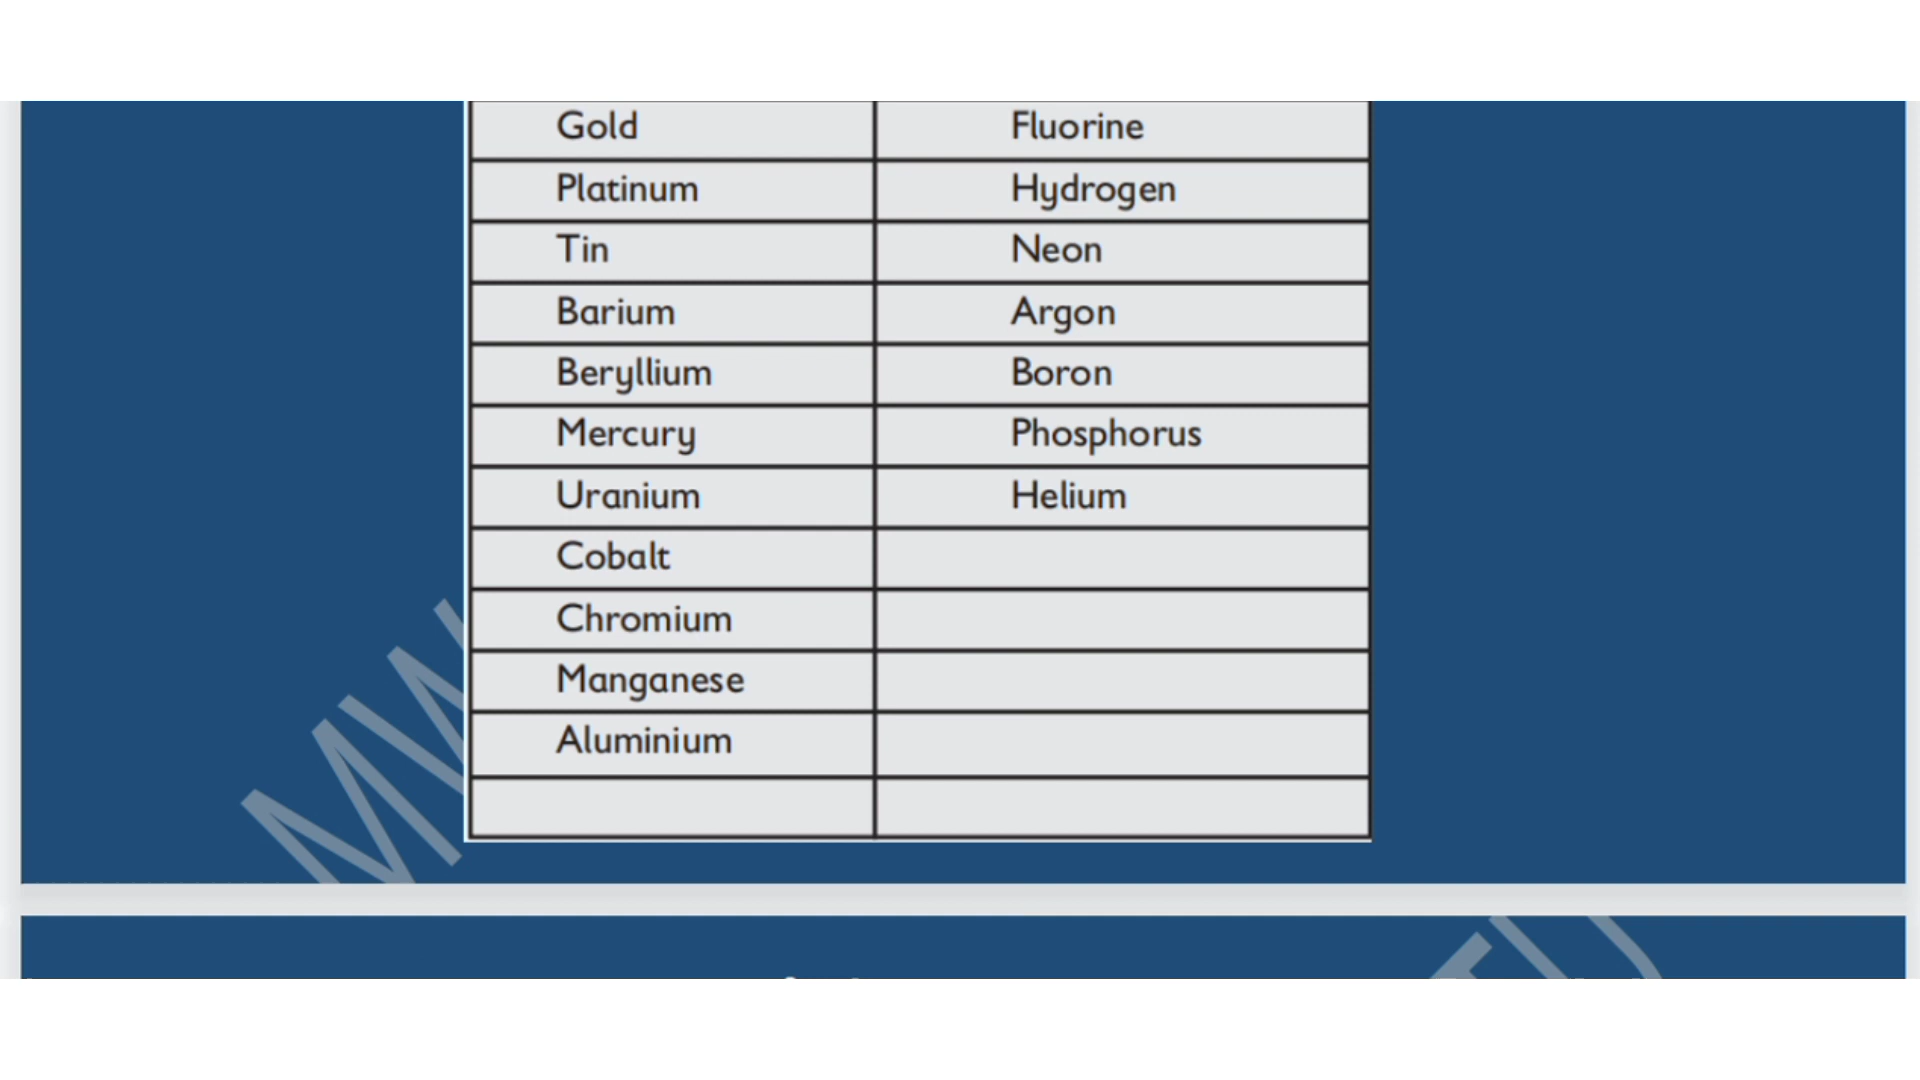 Gold Fluorine
Platinum Hydrogen
Tin Neon
Barium Argon
Beryllium Boron
Mercury Phosphorus
Uranium Helium
Cobalt
Chromium
Manganese
Aluminium